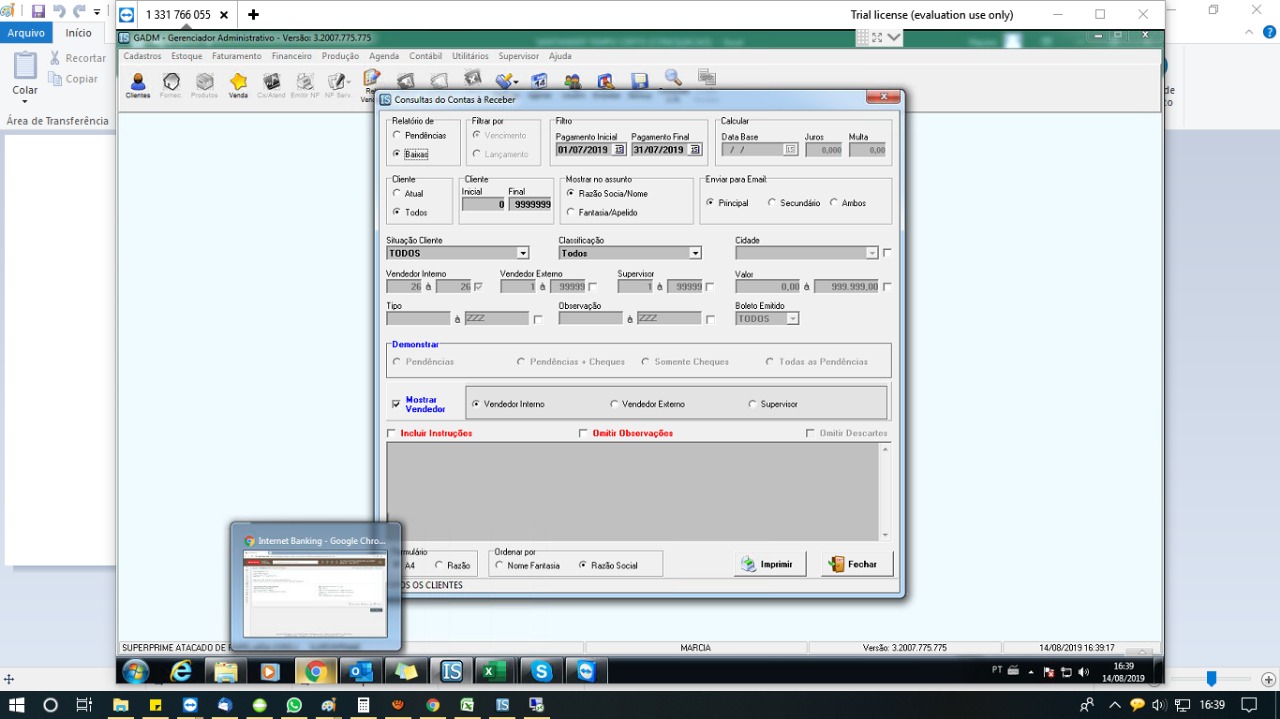 1 331 766 055
Trial license (evaluation use only)
Arquivo
Início
GADM - Gerenciador Administrativo - Versão: 3.2007.775.775
Cadastros Estoque Faturamento Financeiro Produção Agenda Contábil Utilitários Supervisor Ajuda
Recortar
Copiar
Colar
Área de Transferência
Clientes Fornec. Produtos Venda Cx/Atend Emitir NF NF Serv.
Consultas do Contas à Receber
Relatório de
Pendências
Baixas
Filtrar por
Vencimento
Lançamento
Filtro
Pagamento Inicial Pagamento Final
01/07/2019 31/07/2019
Calcular
Data Base Juros Multa
/ / 0,000 0,00
Cliente
Atual
Todos
Cliente
Inicial Final
0 9999999
Mostrar no assunto
Razão Socia/Nome
Fantasia/Apelido
Enviar para Email:
Principal Secundário Ambos
Situação Cliente Classificação Cidade
TODOS Todos
Vendedor Interno Vendedor Externo Supervisor Valor
26 à 26 1 à 99999 1 à 99999 0,00 à 999.999,00
Tipo Observação Boleto Emitido
à ZZZ à ZZZ TODOS
Demonstrar
Pendências Pendências + Cheques Somente Cheques Todas as Pendências
Mostrar Vendedor
Vendedor Interno Vendedor Externo Supervisor
Incluir Instruções Omitir Observações Omitir Descartes
Internet Banking - Google Chro...
A4 Razão
Ordenar por
Nome Fantasia Razão Social
Imprimir Fechar
OS CLIENTES
SUPERPRIME ATACADO DE
MARCIA
Versão: 3.2007.775.775
14/08/2019 16:39:17
PT
16:39
14/08/2019
16:39